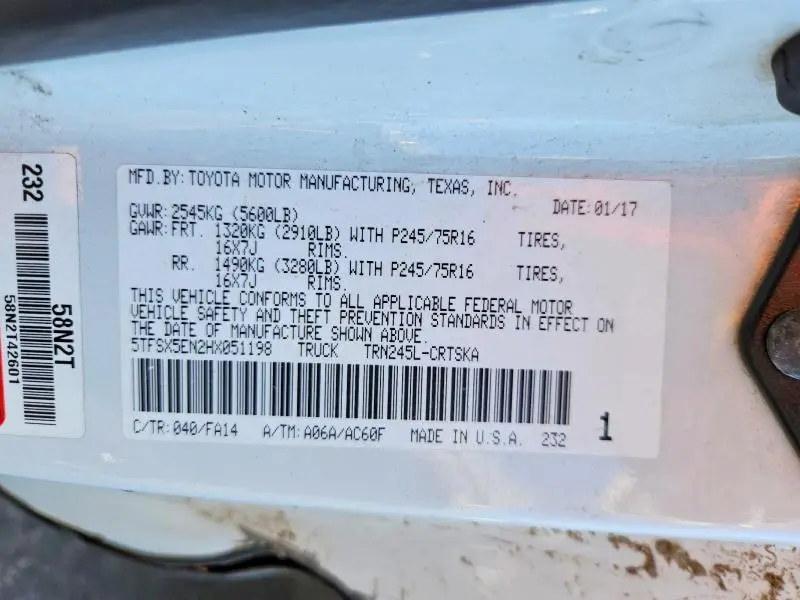 232
58N2T
58N2T42601
MFD.BY:TOYOTA MOTOR MANUFACTURING, TEXAS, INC.
DATE:01/17
GVWR:2545KG (5600LB)
GAWR:FRT. 1320KG (2910LB) WITH P245/75R16 TIRES,
16X7J RIMS.
RR. 1490KG (3280LB) WITH P245/75R16 TIRES,
16X7J RIMS.
THIS VEHICLE CONFORMS TO ALL APPLICABLE FEDERAL MOTOR
VEHICLE SAFETY AND THEFT PREVENTION STANDARDS IN EFFECT ON
THE DATE OF MANUFACTURE SHOWN ABOVE.
5TFSX5EN2HX051198 TRUCK TRN245L-CRTSKA
C/TR:040/FA14 A/TM:A06A/AC60F MADE IN U.S.A. 232 1